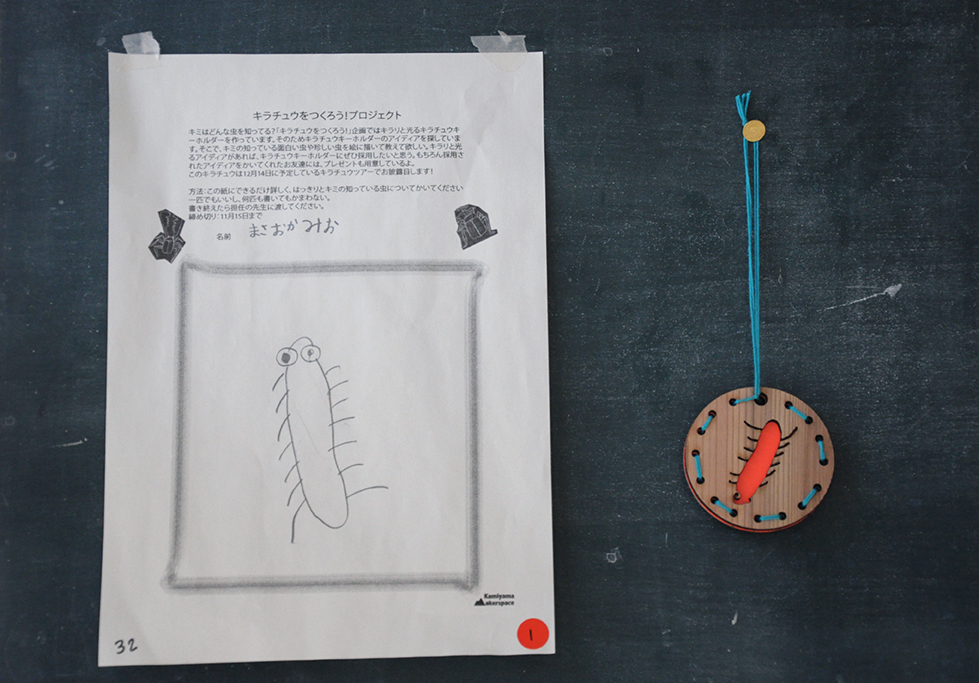 キラチュウをつくろう!プロジェクト
キミはどんな虫を知ってる?「キラチュウをつくろう!」企画ではキラリと光るキラチュウキ
ーホルダーを作っています。そのためキラチュウキーホルダーのアイディアを探していま
す。そこで、キミの知っている面白い虫や珍しい虫を絵に描いて教えて欲しい。キラリと光
るアイディアがあれば、キラチュウキーホルダーにぜひ採用したいと思う。もちろん採用さ
れたアイディアをかいてくれたお友達には、プレゼントも用意しているよ。
このキラチュウは12月14日に予定しているキラチュウツアーでお披露目します!
方法:この紙にできるだけ詳しく、はっきりとキミの知っている虫についてかいてください
一匹でもいいし、何匹も書いてもかまわない。
書き終えたら担任の先生に渡してください。
締め切り:11月15日まで
名前 まさおかみお
Kamiyama
Makerspace
32
1